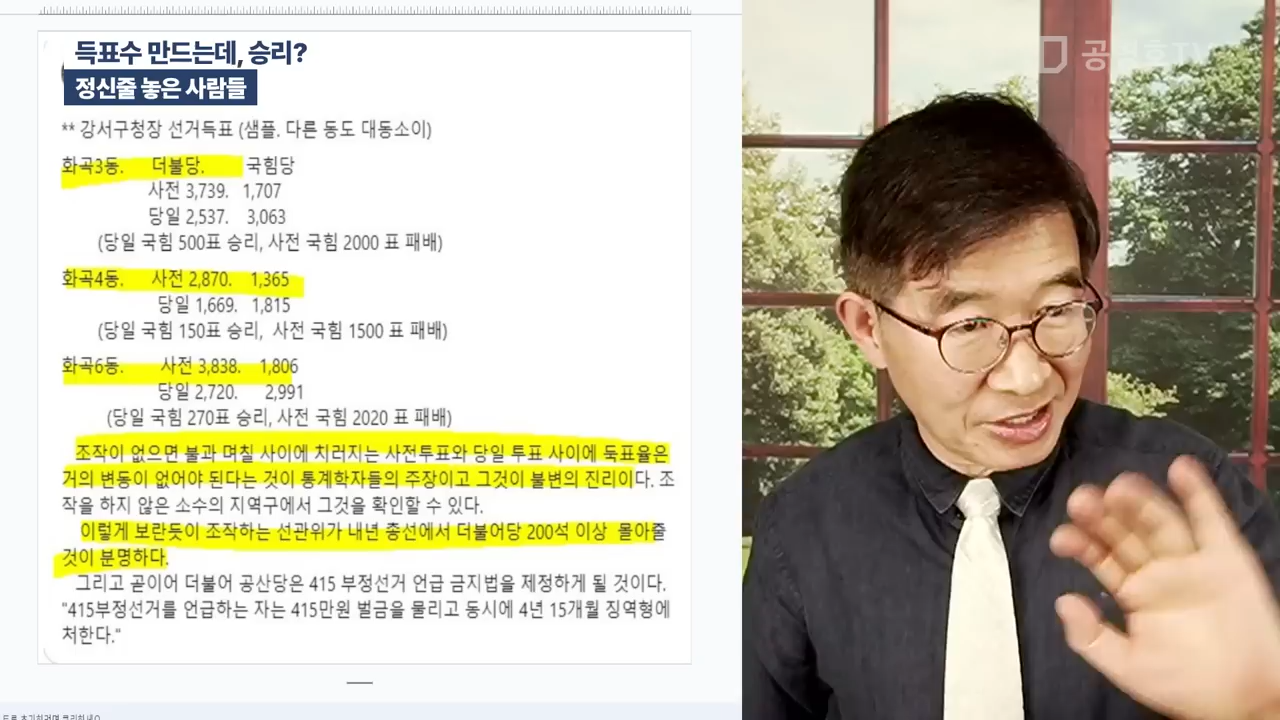 득표수 만드는데, 승리?
정신줄 놓은 사람들
** 강서구청장 선거득표 (샘플. 다른 동도 대동소이)
화곡3동. 더불당. 국힘당
사전 3,739. 1,707
당일 2,537. 3,063
(당일 국힘 500표 승리, 사전 국힘 2000 표 패배)
화곡4동. 사전 2,870. 1,365
당일 1,669. 1,815
(당일 국힘 150표 승리, 사전 국힘 1500 표 패배)
화곡6동. 사전 3,838. 1,806
당일 2,720. 2,991
(당일 국힘 270표 승리, 사전 국힘 2020 표 패배)
조작이 없으면 불과 며칠 사이에 치러지는 사전투표와 당일 투표 사이에 둑표율은
거의 변동이 없어야 된다는 것이 통계학자들의 주장이고 그것이 불변의 진리이다. 조
작을 하지 않은 소수의 지역구에서 그것을 확인할 수 있다.
이렇게 보란듯이 조작하는 선관위가 내년 총선에서 더불어당 200석 이상 몰아줄
것이 분명하다.
그리고 곧이어 더불어 공산당은 415 부정선거 언급 금지법을 제정하게 될 것이다.
"415부정선거를 언급하는 자는 415만원 벌금을 물리고 동시에 4년 15개월 징역형에
처한다."
공병호TV